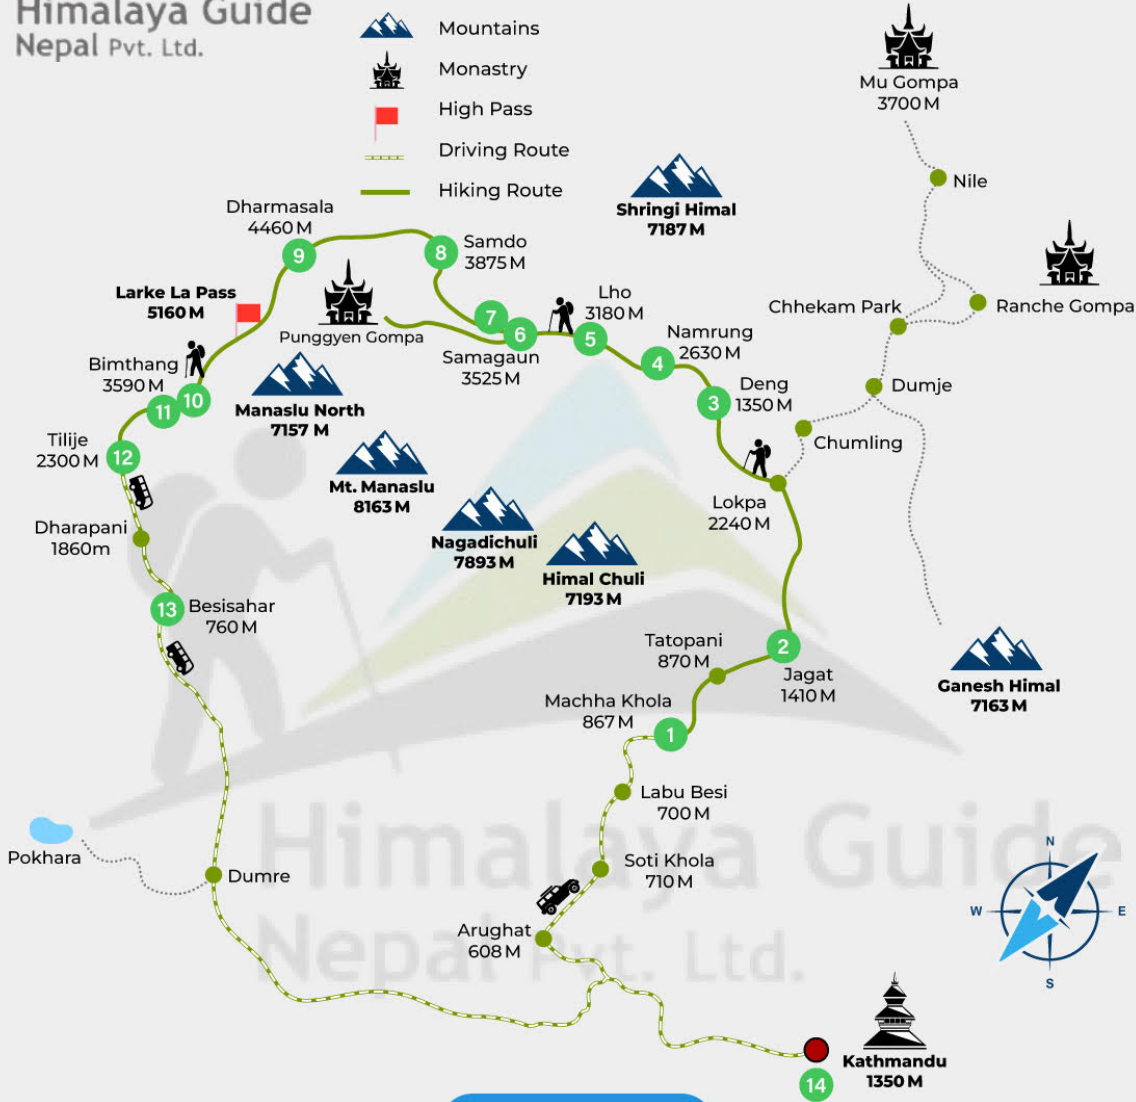 Himalaya Guide
Nepal Pvt. Ltd.
Mountains
Monastry
High Pass
Driving Route
Hiking Route
Mu Gompa
3700 M
Nile
Ranche Gompa
Chhekam Park
Dumje
Chumling
Shringi Himal
7187 M
Dharmasala
4460 M
9
8
Samdo
3875 M
Larke La Pass
5160 M
Punggyen Gompa
7
6
Samagaun
3525 M
Lho
3180 M
5
Namrung
2630 M
4
Deng
1350 M
3
Bimthang
3590 M
11
10
Manaslu North
7157 M
Tilije
2300 M
12
Mt. Manaslu
8163 M
Nagadichuli
7893 M
Himal Chuli
7193 M
Lokpa
2240 M
Dharapani
1860m
13
Besisahar
760 M
Tatopani
870 M
2
Jagat
1410 M
Ganesh Himal
7163 M
Machha Khola
867 M
1
Labu Besi
700 M
Soti Khola
710 M
Arughat
608 M
Pokhara
Dumre
Himalaya Guide
Nepal Pvt. Ltd.
N
W
E
S
Kathmandu
1350 M
14